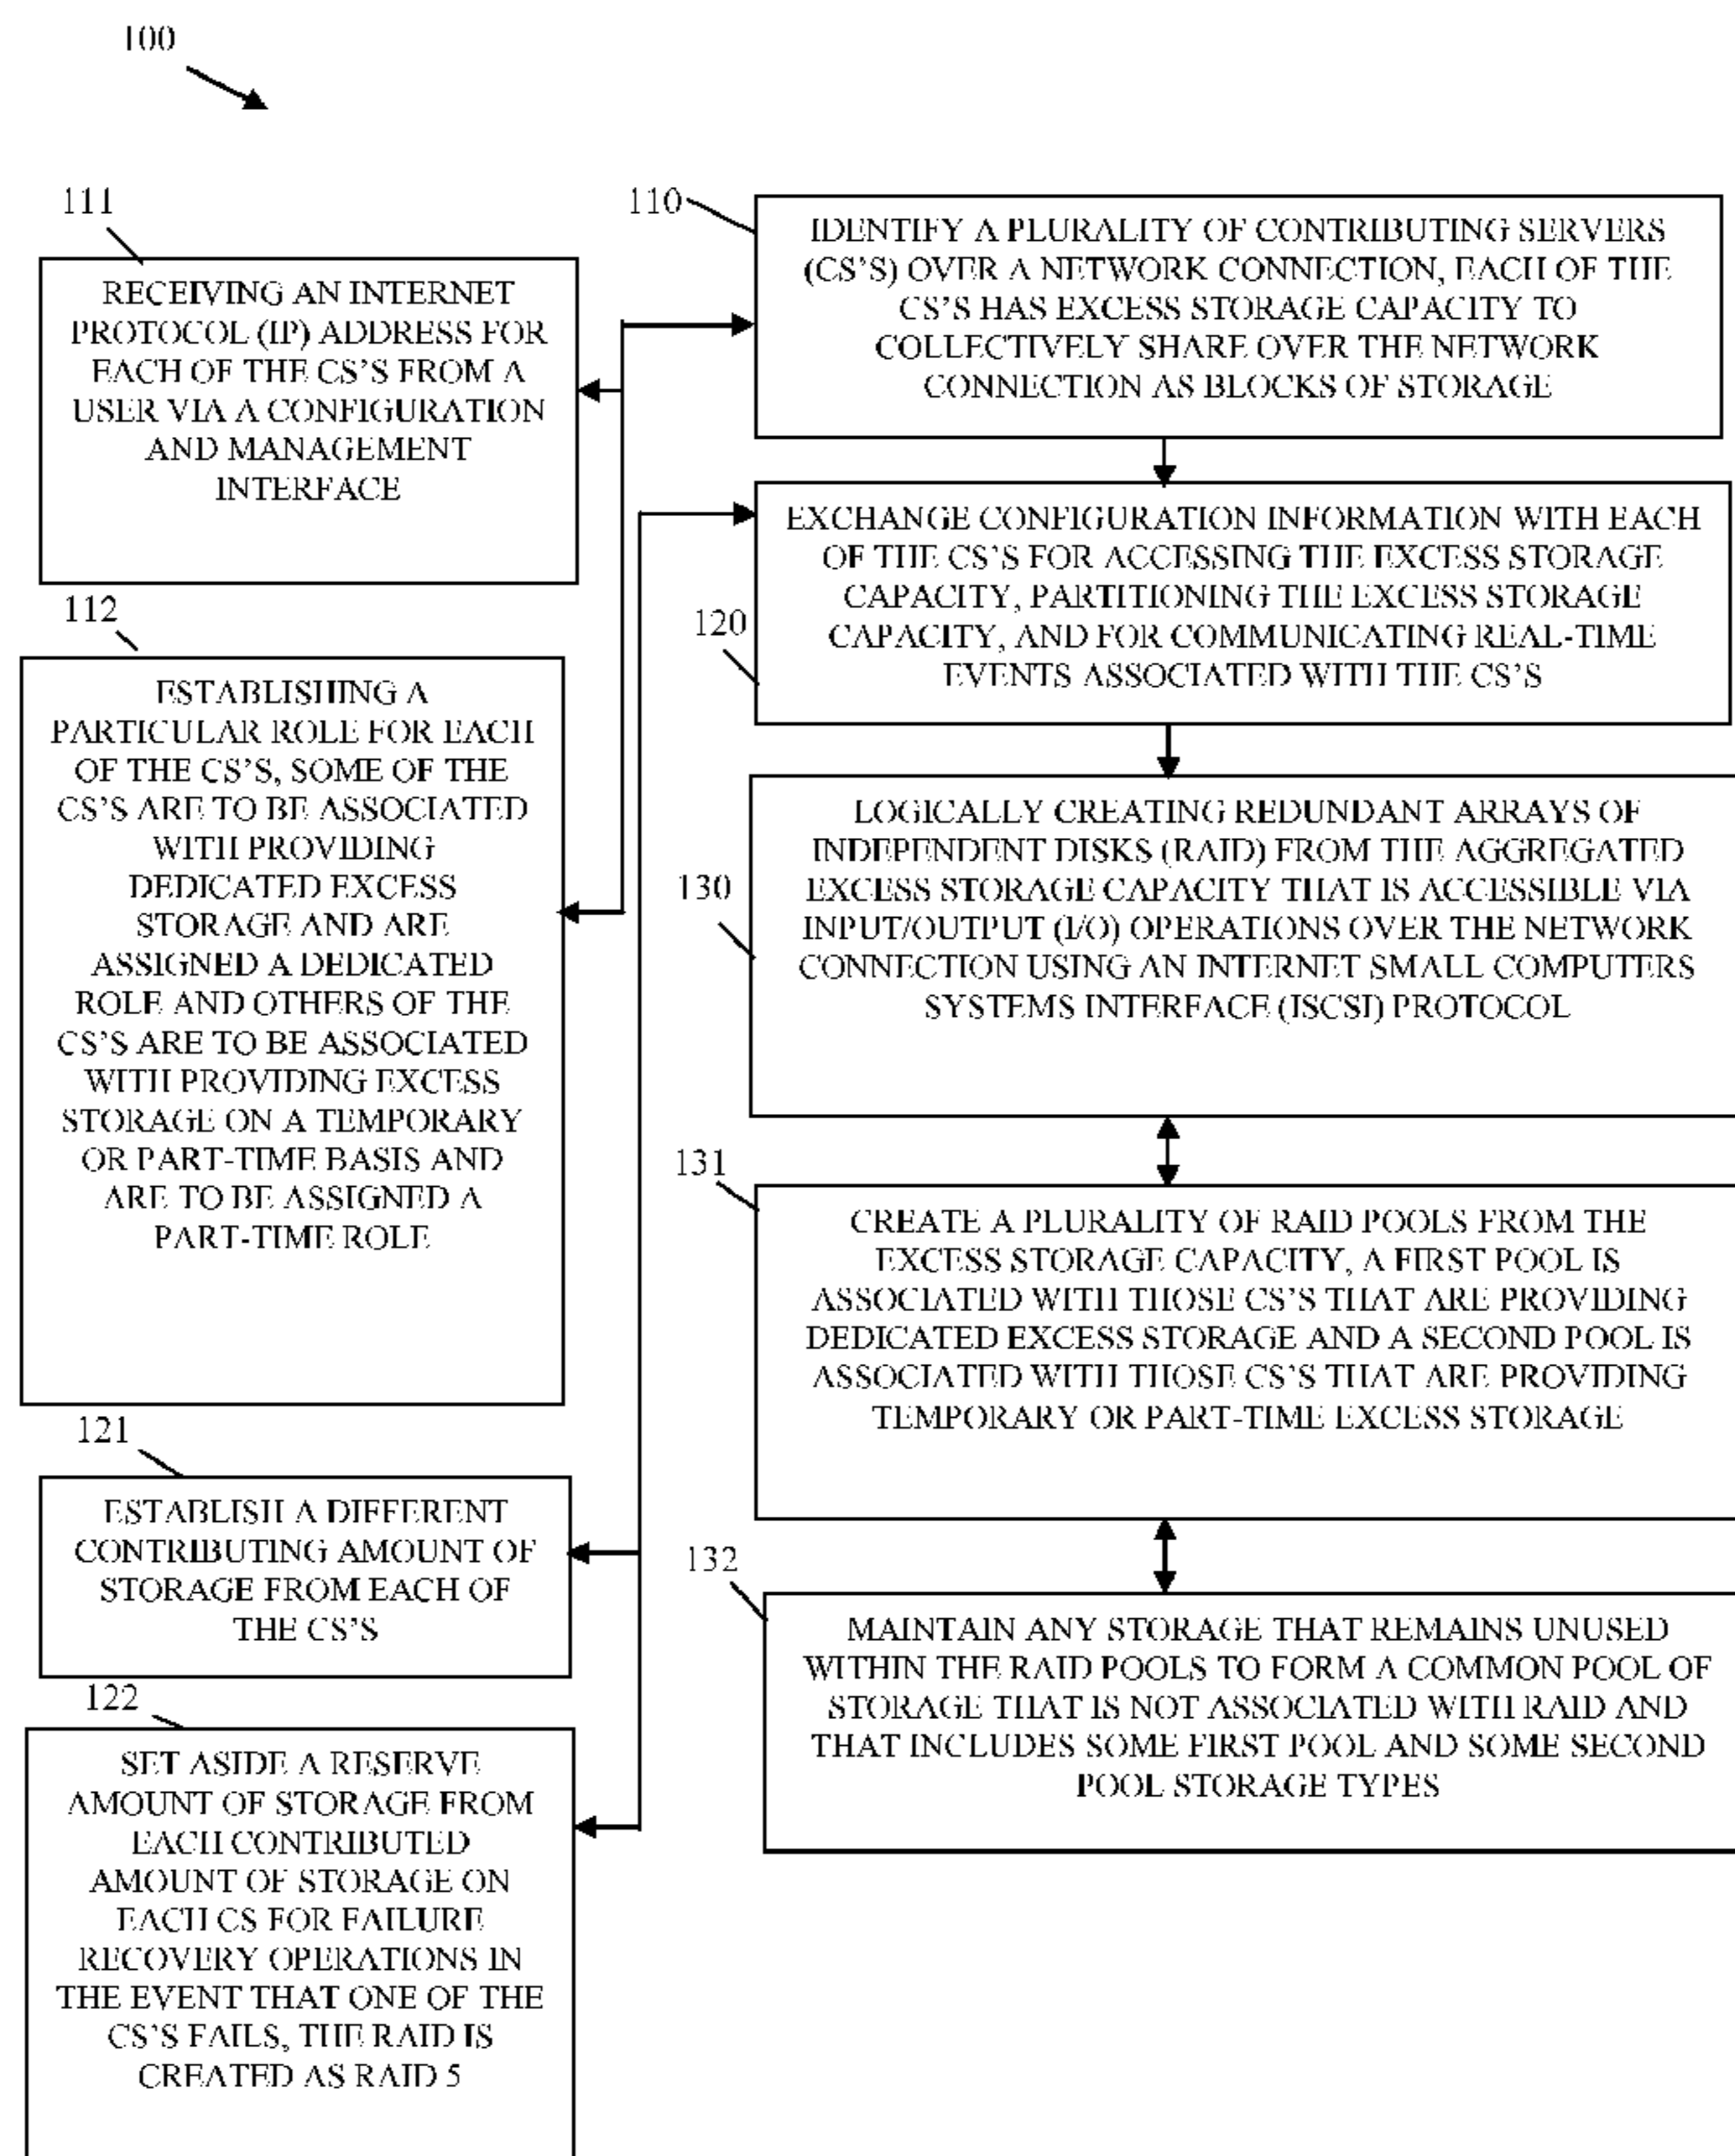 100
111
RECEIVING AN INTERNET
PROTOCOL (IP) ADDRESS FOR
EACH OF THE CS'S FROM A
USER VIA A CONFIGURATION
AND MANAGEMENT
INTERFACE
112
ESTABLISHING A
PARTICULAR ROLE FOR EACH
OF THE CS'S, SOME OF THE
CS'S ARE TO BE ASSOCIATED
WITH PROVIDING
DEDICATED EXCESS
STORAGE AND ARE
ASSIGNED A DEDICATED
ROLE AND OTHERS OF THE
CS'S ARE TO BE ASSOCIATED
WITH PROVIDING EXCESS
STORAGE ON A TEMPORARY
OR PART-TIME BASIS AND
ARE TO BE ASSIGNED A
PART-TIME ROLE
121
ESTABLISH A DIFFERENT
CONTRIBUTING AMOUNT OF
STORAGE FROM EACH OF
THE CS'S
122
SET ASIDE A RESERVE
AMOUNT OF STORAGE FROM
EACH CONTRIBUTED
AMOUNT OF STORAGE ON
EACH CS FOR FAILURE
RECOVERY OPERATIONS IN
THE EVENT THAT ONE OF THE
CS'S FAILS, THE RAID IS
CREATED AS RAID 5
110
IDENTIFY A PLURALITY OF CONTRIBUTING SERVERS
(CS'S) OVER A NETWORK CONNECTION, EACH OF THE
CS'S HAS EXCESS STORAGE CAPACITY TO
COLLECTIVELY SHARE OVER THE NETWORK
CONNECTION AS BLOCKS OF STORAGE
120
EXCHANGE CONFIGURATION INFORMATION WITH EACH
OF THE CS'S FOR ACCESSING THE EXCESS STORAGE
CAPACITY, PARTITIONING THE EXCESS STORAGE
CAPACITY, AND FOR COMMUNICATING REAL-TIME
EVENTS ASSOCIATED WITH THE CS'S
130
LOGICALLY CREATING REDUNDANT ARRAYS OF
INDEPENDENT DISKS (RAID) FROM THE AGGREGATED
EXCESS STORAGE CAPACITY THAT IS ACCESSIBLE VIA
INPUT/OUTPUT (I/O) OPERATIONS OVER THE NETWORK
CONNECTION USING AN INTERNET SMALL COMPUTERS
SYSTEMS INTERFACE (ISCSI) PROTOCOL
131
CREATE A PLURALITY OF RAID POOLS FROM THE
EXCESS STORAGE CAPACITY, A FIRST POOL IS
ASSOCIATED WITH THOSE CS'S THAT ARE PROVIDING
DEDICATED EXCESS STORAGE AND A SECOND POOL IS
ASSOCIATED WITH THOSE CS'S THAT ARE PROVIDING
TEMPORARY OR PART-TIME EXCESS STORAGE
132
MAINTAIN ANY STORAGE THAT REMAINS UNUSED
WITHIN THE RAID POOLS TO FORM A COMMON POOL OF
STORAGE THAT IS NOT ASSOCIATED WITH RAID AND
THAT INCLUDES SOME FIRST POOL AND SOME SECOND
POOL STORAGE TYPES